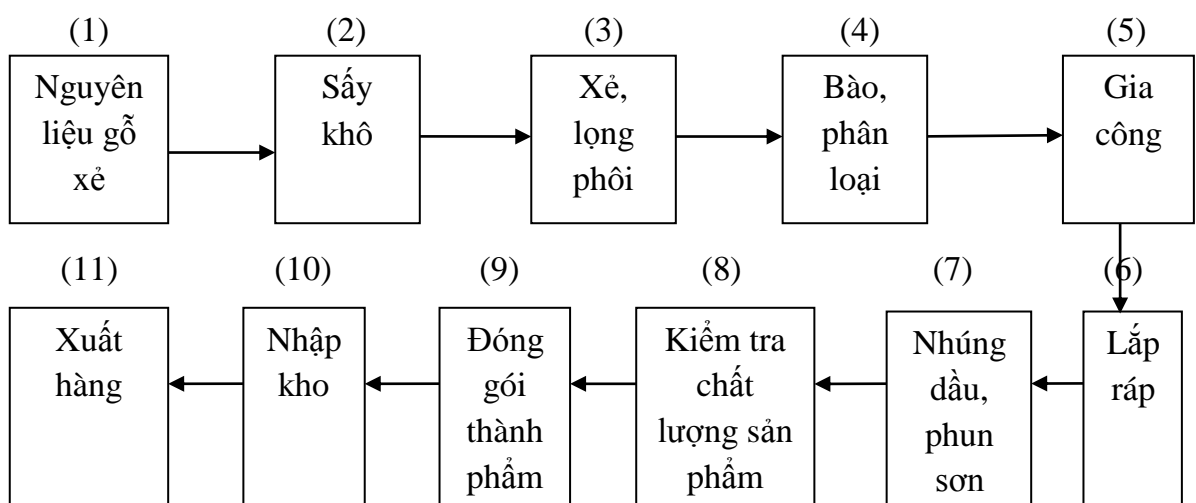 (1)
Nguyên
liệu gỗ
xẻ
(2)
Sấy
khô
(3)
Xẻ,
lọng
phôi
(4)
Bào,
phân
loại
(5)
Gia
công
(6)
Lắp
ráp
(7)
Nhúng
dầu,
phun
sơn
(8)
Kiểm tra
chất
lượng sản
phẩm
(9)
Đóng
gói
thành
phẩm
(10)
Nhập
kho
(11)
Xuất
hàng